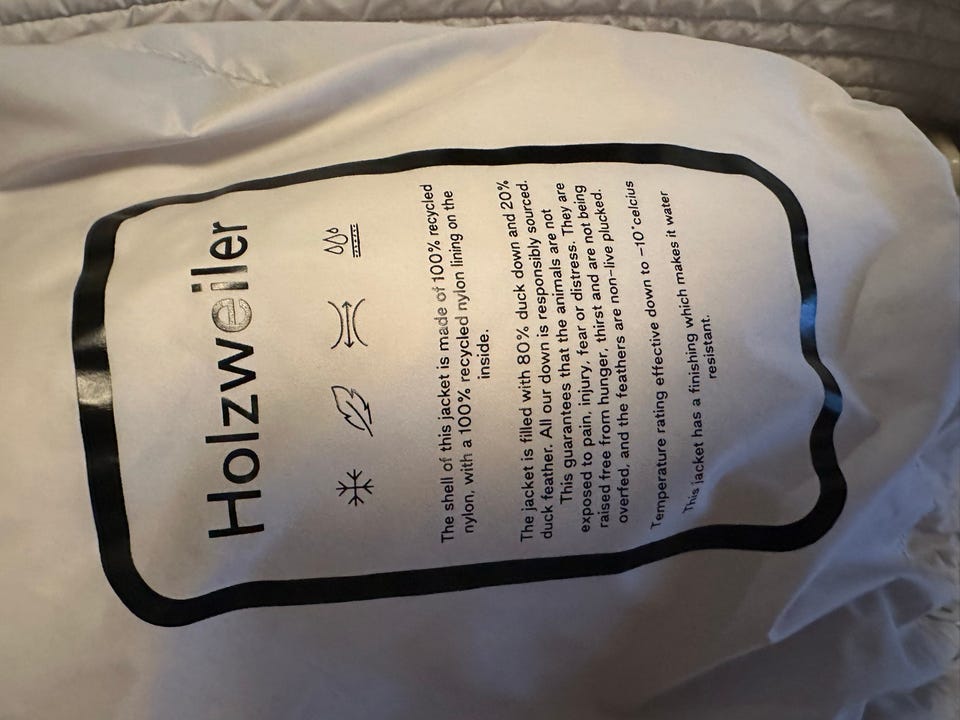 Holzweiler
The shell of this jacket is made of 100% recycled
nylon, with a 100% recycled nylon lining on the
inside.
The jacket is filled with 80% duck down and 20%
duck feather. All our down is responsibly sourced.
This guarantees that the animals are not
exposed to pain, injury, fear or distress. They are
raised free from hunger, thirst and are not being
overfed, and the feathers are non-live plucked.
Temperature rating effective down to -10°celcius
This jacket has a finishing which makes it water
resistant.